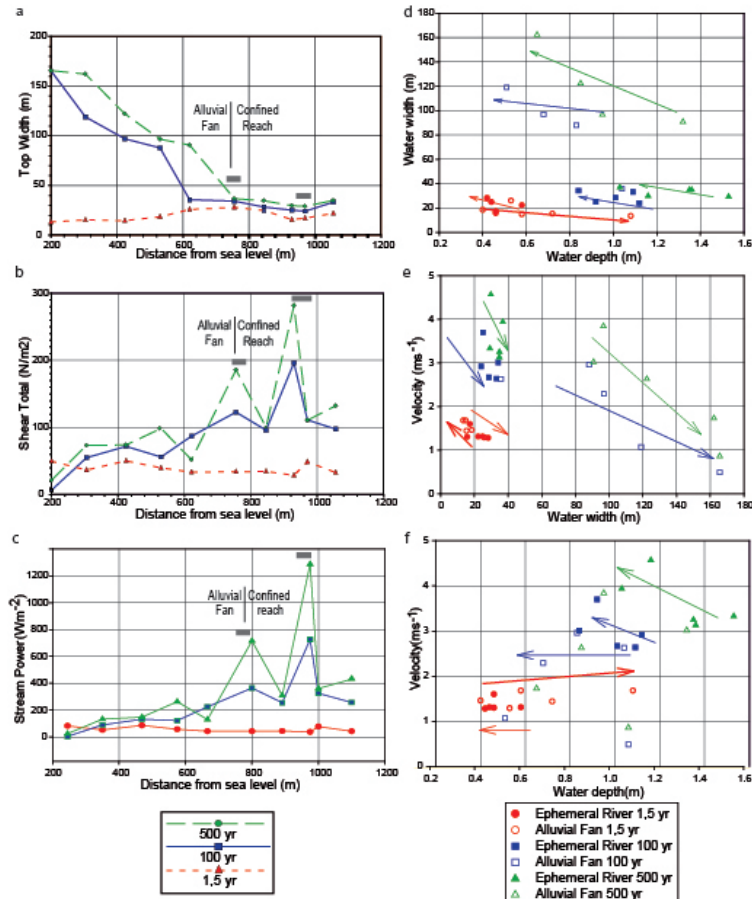 a
200
150
100
50
0
Top Width (m)
Alluvial
Fan
Confined
Reach
200 400 600 800 1000 1200
Distance from sea level (m)
b
300
200
100
0
Shear Total (N/m2)
Alluvial
Fan
Confined
Reach
200 400 600 800 1000 1200
Distance from sea level (m)
c
1200
1000
800
600
400
200
0
Stream Power(Wm-2)
Alluvial
Fan
Confined
reach
200 400 600 800 1000 1200
Distance from sea level (m)
500 yr
100 yr
1,5 yr
d
160
140
120
100
80
60
40
20
0
Water width (m)
0.2 0.4 0.6 0.8 1.0 1.2 1.4 1.6
Water depth (m)
e
5
4
3
2
1
0
Velocity (ms-1)
0 20 40 60 80 100 120 140 160 180
Water width (m)
f
5
4
3
2
1
0
Velocity(ms-1)
0.2 0.4 0.6 0.8 1.0 1.2 1.4 1.6
Water depth(m)
Ephemeral River 1,5 yr
Alluvial Fan 1,5 yr
Ephemeral River 100 yr
Alluvial Fan 100 yr
Ephemeral River 500 yr
Alluvial Fan 500 yr